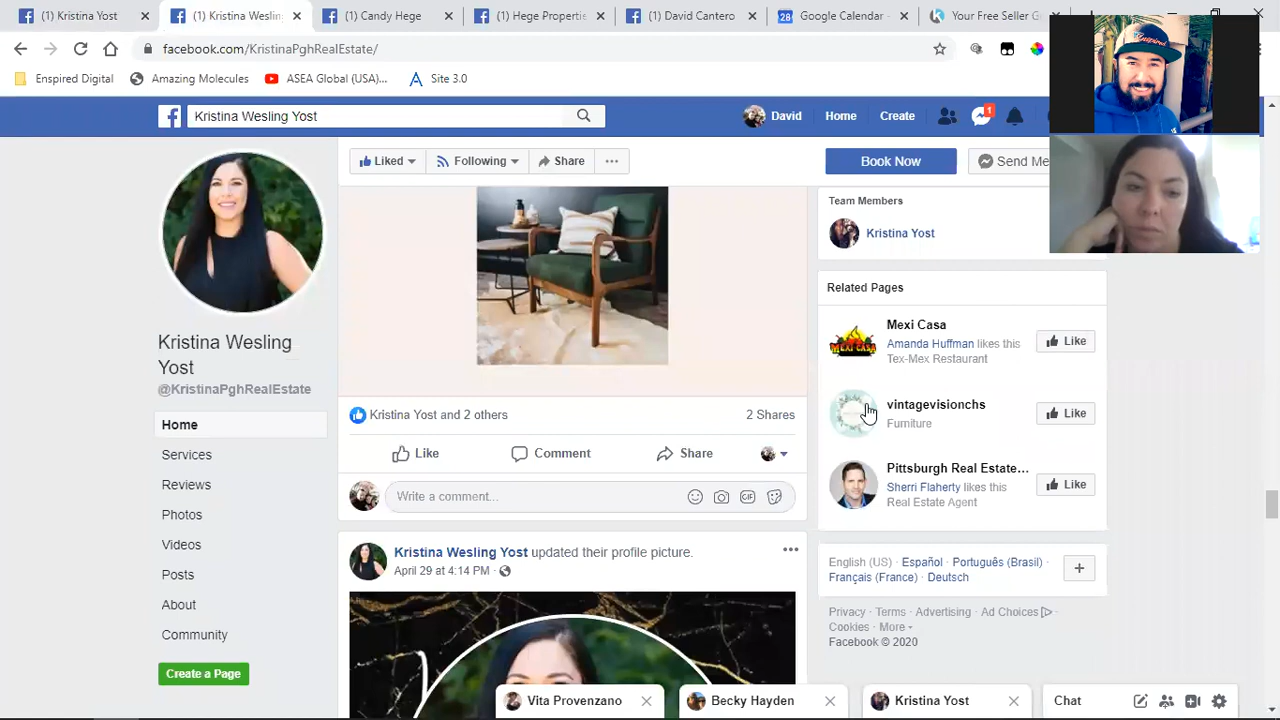 (1) Kristina Yost
(1) Kristina Wesling
(1) Candy Hege
(1) Hege Properties
(1) David Cantero
28
Google Calendar -
Your Free Seller G
facebook.com/KristinaPghRealEstate/
Enspired Digital
Amazing Molecules
ASEA Global (USA)...
Site 3.0
Kristina Wesling Yost
David
Home
Create
1
Liked
Following
Share
Book Now
Send Me
Kristina Wesling
Yost
@KristinaPghRealEstate
Home
Services
Reviews
Photos
Videos
Posts
About
Community
Create a Page
Kristina Yost and 2 others
2 Shares
Like
Comment
Share
Write a comment...
Kristina Wesling Yost updated their profile picture.
April 29 at 4:14 PM ·
Team Members
Kristina Yost
Related Pages
MEXI CASA
Mexi Casa
Amanda Huffman likes this
Tex-Mex Restaurant
Like
vintagevisionchs
Furniture
Like
Pittsburgh Real Estate...
Sherri Flaherty likes this
Real Estate Agent
Like
English (US) · Español · Português (Brasil) ·
Français (France) · Deutsch
Privacy · Terms · Advertising · Ad Choices ·
Cookies · More
Facebook © 2020
Vita Provenzano
Becky Hayden
Kristina Yost
Chat